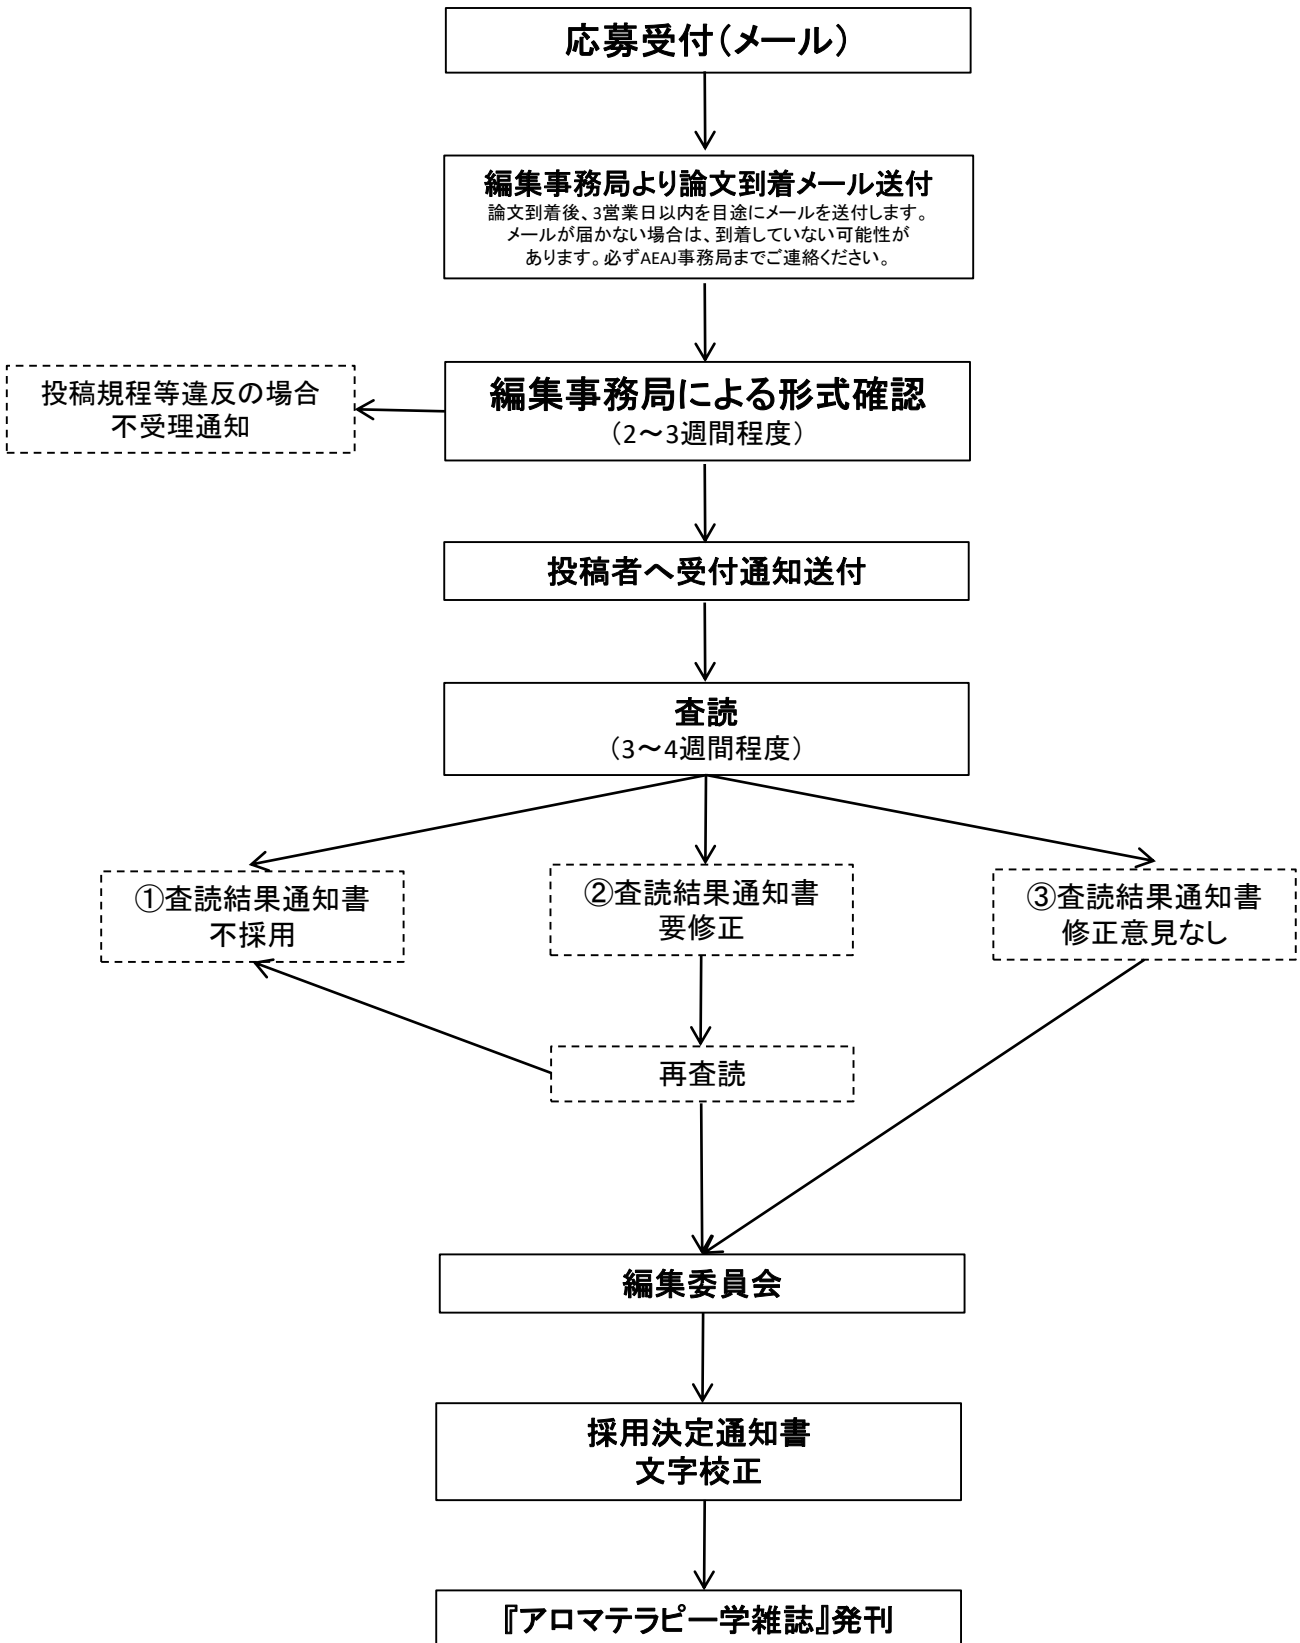 応募受付（メール）
編集事務局より論文到着メール送付
論文到着後、3営業日以内を目途にメールを送付します。
メールが届かない場合は、到着していない可能性が
あります。必ずAEAJ事務局までご連絡ください。
投稿規程等違反の場合
不受理通知
編集事務局による形式確認
（2～3週間程度）
投稿者へ受付通知送付
査読
（3～4週間程度）
①査読結果通知書
不採用
②査読結果通知書
要修正
③査読結果通知書
修正意見なし
再査読
編集委員会
採用決定通知書
文字校正
『アロマテラピー学雑誌』発刊